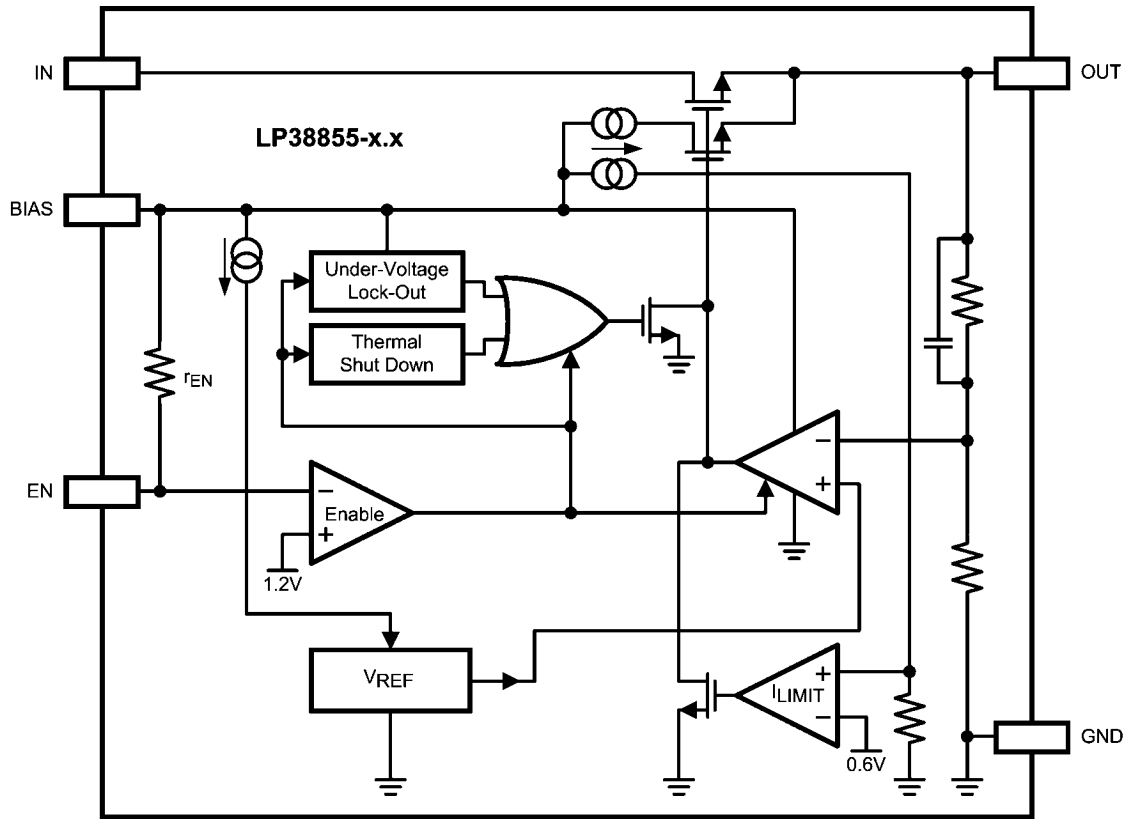 IN
OUT
LP38855-x.x
BIAS
Under-Voltage
Lock-Out
Thermal
Shut Down
rEN
EN
−
Enable
+
1.2V
−
+
VREF
+
ILIMIT
−
0.6V
GND